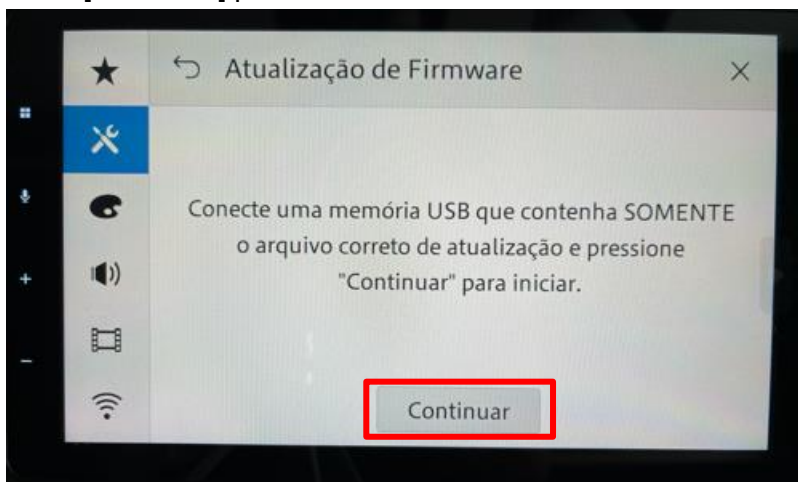 Atualização de Firmware
Conecte uma memória USB que contenha SOMENTE
o arquivo correto de atualização e pressione
"Continuar" para iniciar.
Continuar